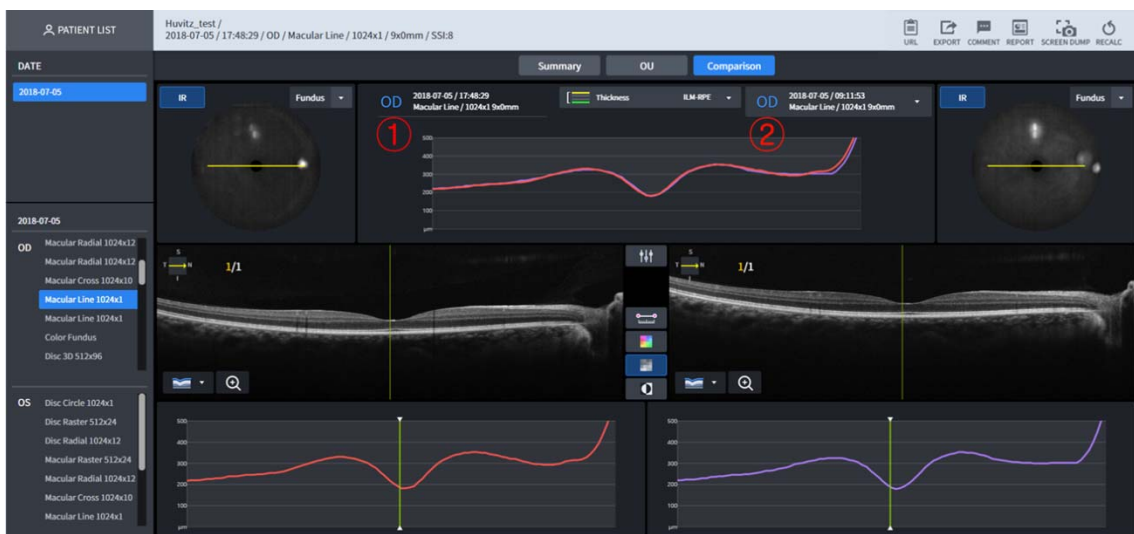 PATIENT LIST
Huvitz_test /
2018-07-05 / 17:48:29 / OD / Macular Line / 1024x1 / 9x0mm / SSI:8
URL EXPORT COMMENT REPORT SCREEN DUMP RECALC
DATE
2018-07-05
Summary OU Comparison
IR Fundus
OD 2018-07-05 / 17:48:29
Macular Line / 1024x1 9x0mm
Thickness ILM-RPE
OD 2018-07-05 / 09:11:53
Macular Line / 1024x1 9x0mm
IR Fundus
① ②
500
400
300
200
100
μm
2018-07-05
OD Macular Radial 1024x12
Macular Radial 1024x12
Macular Cross 1024x10
Macular Line 1024x1
Macular Line 1024x1
Color Fundus
Disc 3D 512x96
S
T N
I
1/1
S
T N
I
1/1
OS Disc Circle 1024x1
Disc Raster 512x24
Disc Radial 1024x12
Macular Raster 512x24
Macular Radial 1024x12
Macular Cross 1024x10
Macular Line 1024x1
500
400
300
200
100
μm
500
400
300
200
100
μm